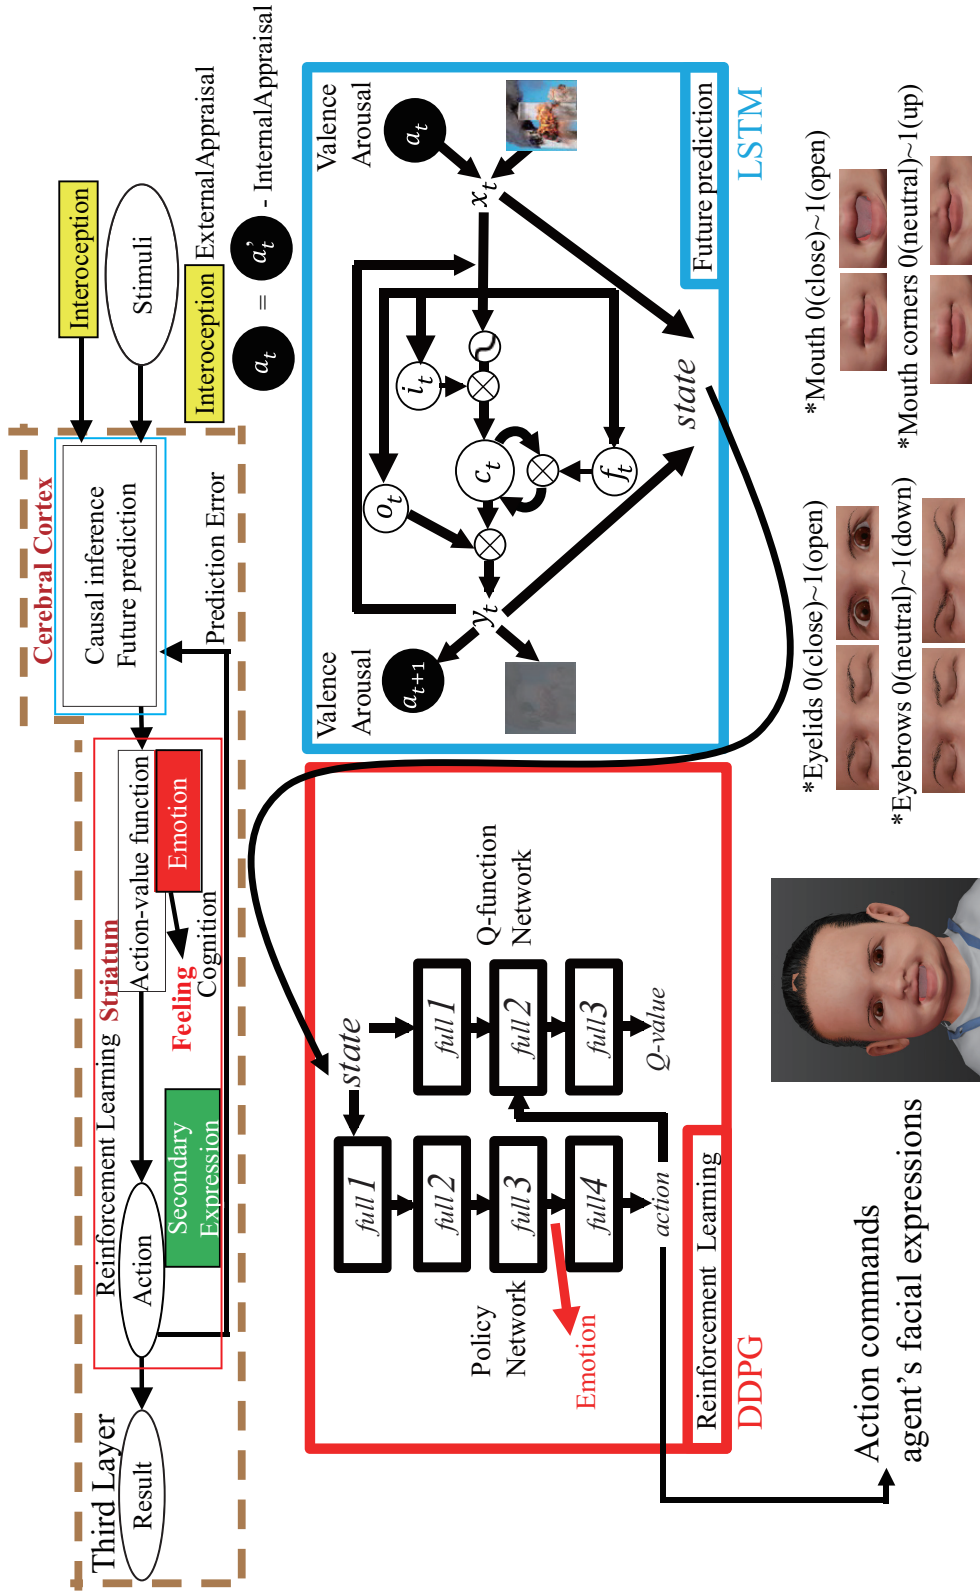 Third Layer
Result
Action
Reinforcement Learning
Striatum
Secondary
Expression
Feeling
Cognition
Action-value function
Emotion
Cerebral Cortex
Causal inference
Future prediction
Prediction Error
Interoception
Stimuli
Interoception ExternalAppraisal
a_t = a'_t - InternalAppraisal
DDPG
Reinforcement Learning
Policy
Network
full 1
full 2
full 3
full 4
action
Emotion
state
full 1
full 2
full 3
Q-value
Q-function
Network
LSTM
Future prediction
Valence
Arousal
a_{t+1}
y_t
o_t
c_t
i_t
f_t
x_t
Valence
Arousal
a_t
state
Action commands
agent's facial expressions
*Eyelids 0(close)~1(open)
*Eyebrows 0(neutral)~1(down)
*Mouth 0(close)~1(open)
*Mouth corners 0(neutral)~1(up)